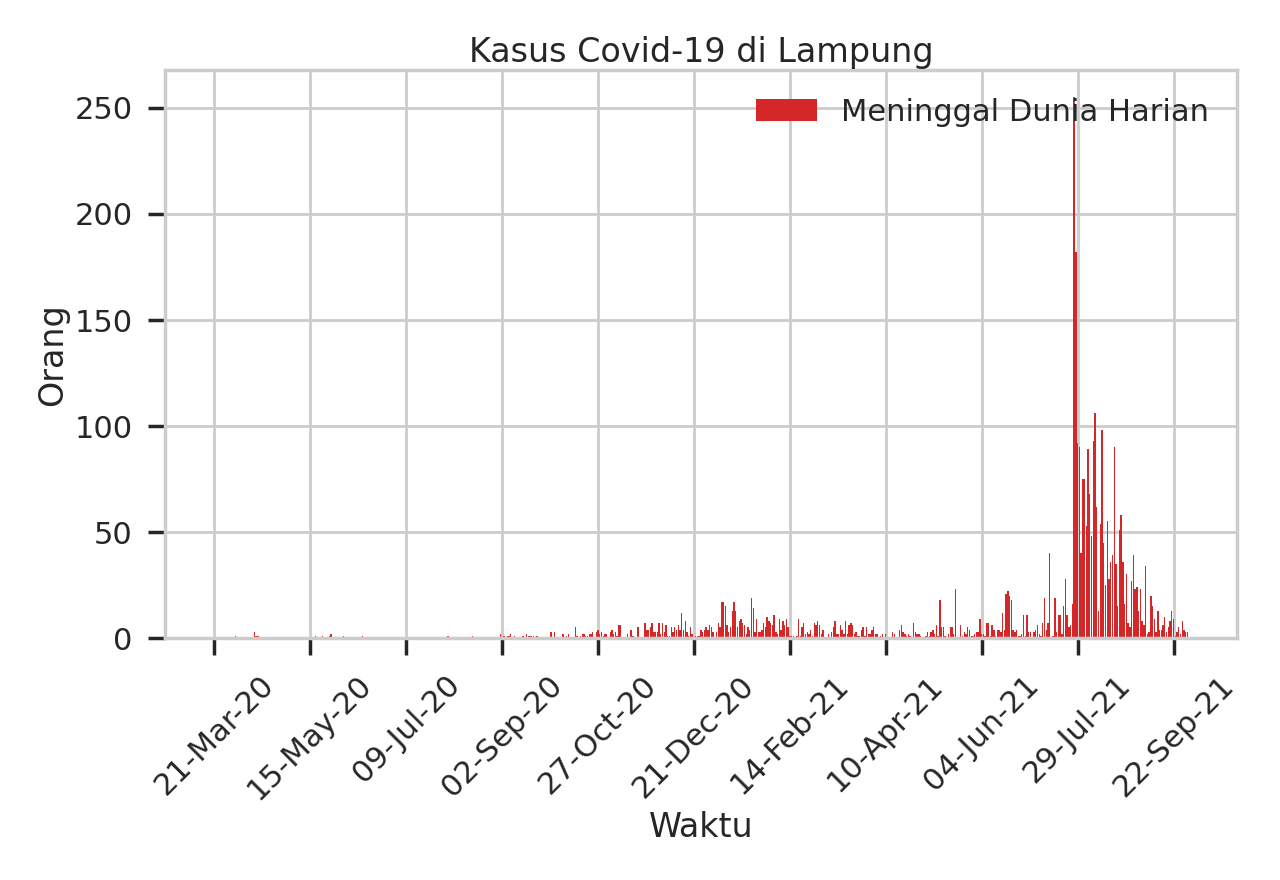 Kasus Covid-19 di Lampung
Meninggal Dunia Harian
250
200
150
100
50
0
Orang
21-Mar-20
15-May-20
09-Jul-20
02-Sep-20
27-Oct-20
21-Dec-20
14-Feb-21
10-Apr-21
04-Jun-21
29-Jul-21
22-Sep-21
Waktu